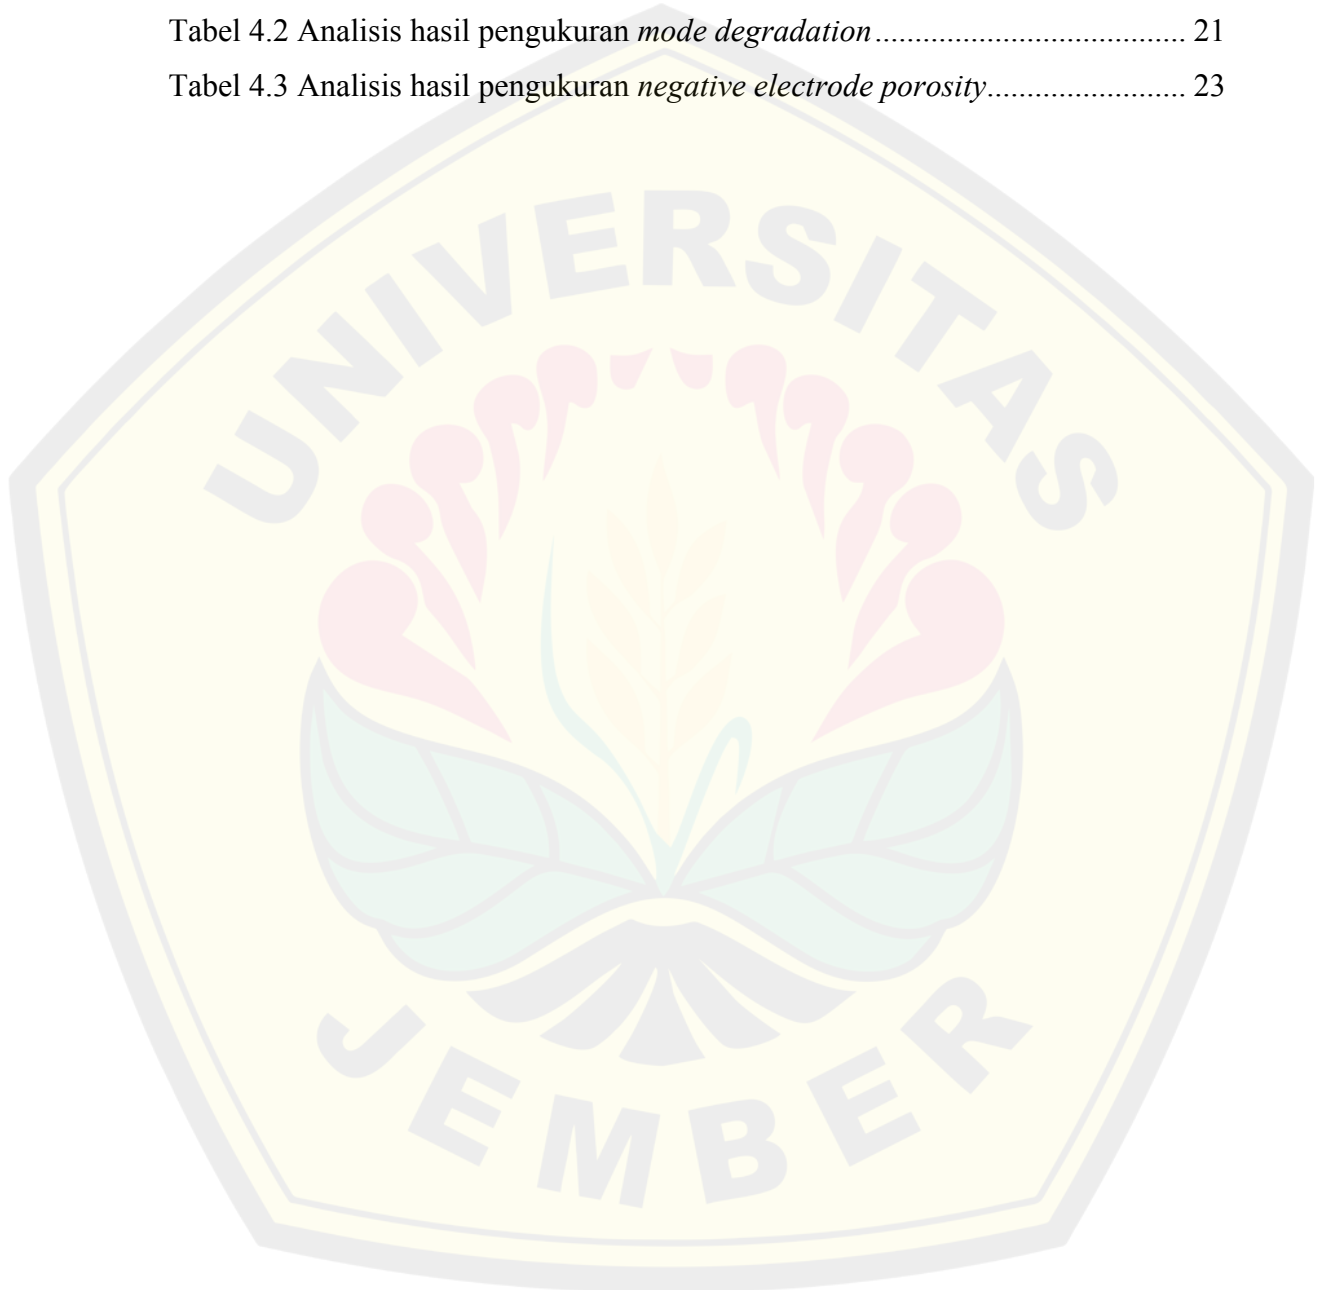 Tabel 4.2 Analisis hasil pengukuran mode degradation....................................... 21
Tabel 4.3 Analisis hasil pengukuran negative electrode porosity......................... 23
UNIVERSITAS
JEMBER